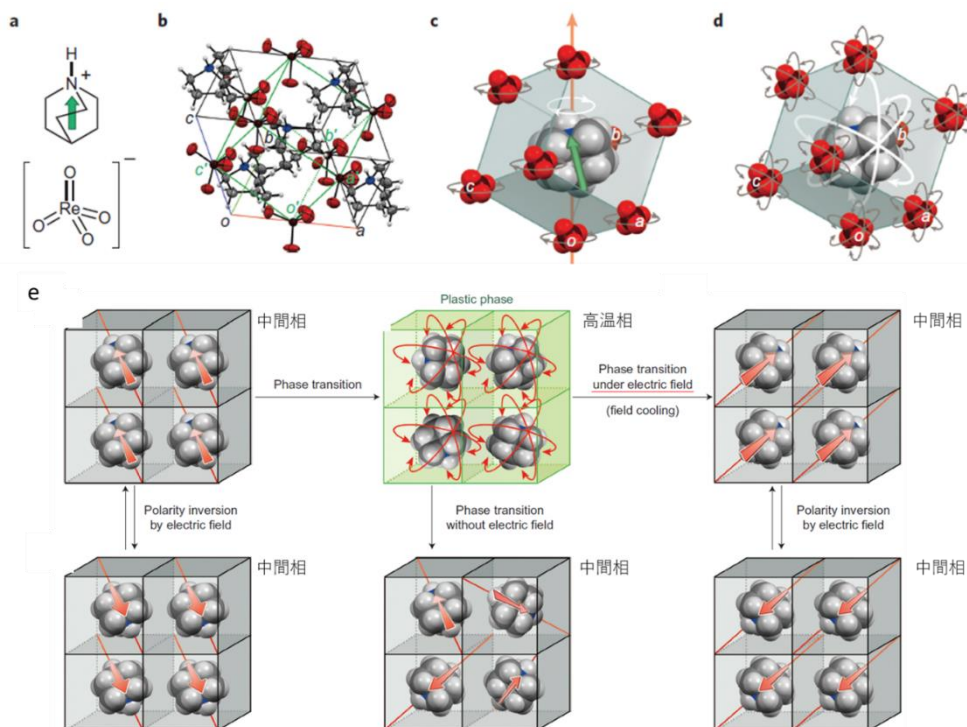 a
b
c
d
H
N
+
O
Re
O
O
O
−
c
b
b'
c'
a'
o'
o
a
b
c
a
o
c
b
a
o
e
Plastic phase
中間相
高温相
中間相
Phase transition
Phase transition
under electric field
(field cooling)
Polarity inversion
by electric field
Phase transition
without electric field
Polarity inversion
by electric field
中間相
中間相
中間相